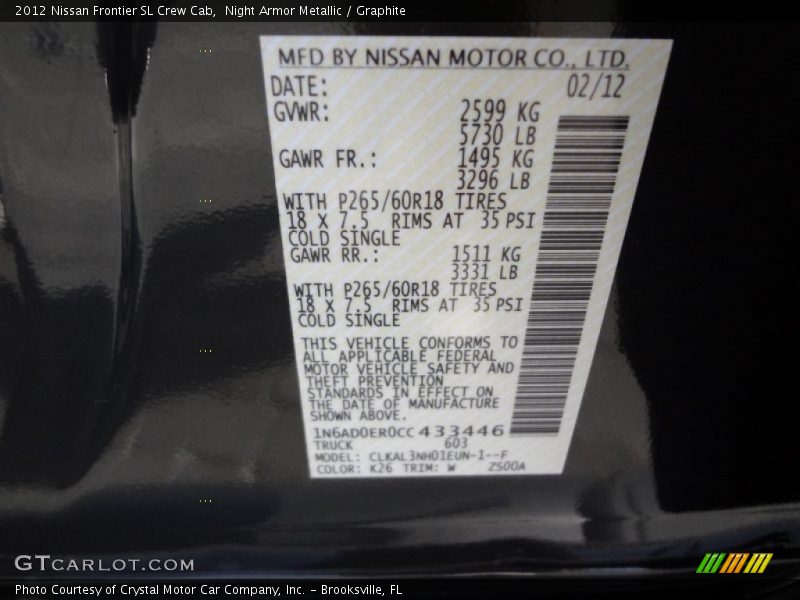 2012 Nissan Frontier SL Crew Cab,  Night Armor Metallic / Graphite
MFD BY NISSAN MOTOR CO., LTD.
DATE: 02/12
GVWR: 2599 KG
5730 LB
GAWR FR.: 1495 KG
3296 LB
WITH P265/60R18 TIRES
18 X 7.5 RIMS AT 35 PSI
COLD SINGLE
GAWR RR.: 1511 KG
3331 LB
WITH P265/60R18 TIRES
18 X 7.5 RIMS AT 35 PSI
COLD SINGLE
THIS VEHICLE CONFORMS TO
ALL APPLICABLE FEDERAL
MOTOR VEHICLE SAFETY AND
THEFT PREVENTION
STANDARDS IN EFFECT ON
THE DATE OF MANUFACTURE
SHOWN ABOVE.
1N6AD0ER0CC433446
TRUCK 603
MODEL: CLKAL3NH01EUN-I--F
COLOR: K26 TRIM: W ZS00A
GTCARLOT.COM
Photo Courtesy of Crystal Motor Car Company, Inc. – Brooksville, FL